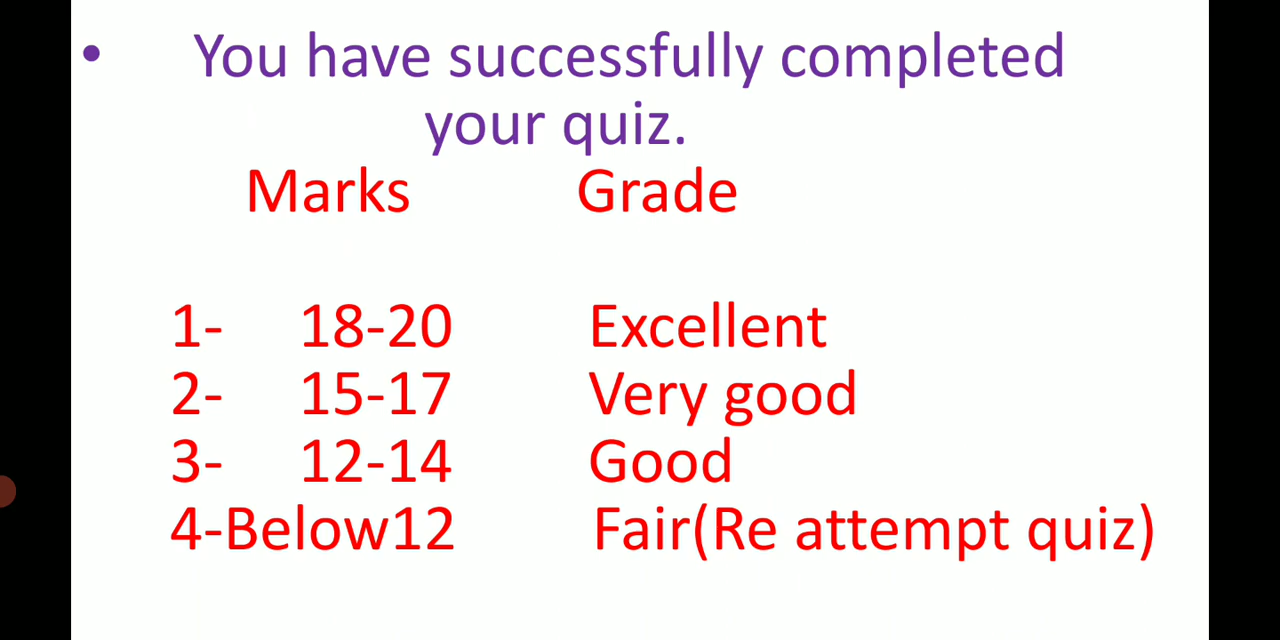 • You have successfully completed
your quiz.
Marks Grade
1- 18-20 Excellent
2- 15-17 Very good
3- 12-14 Good
4-Below12 Fair(Re attempt quiz)